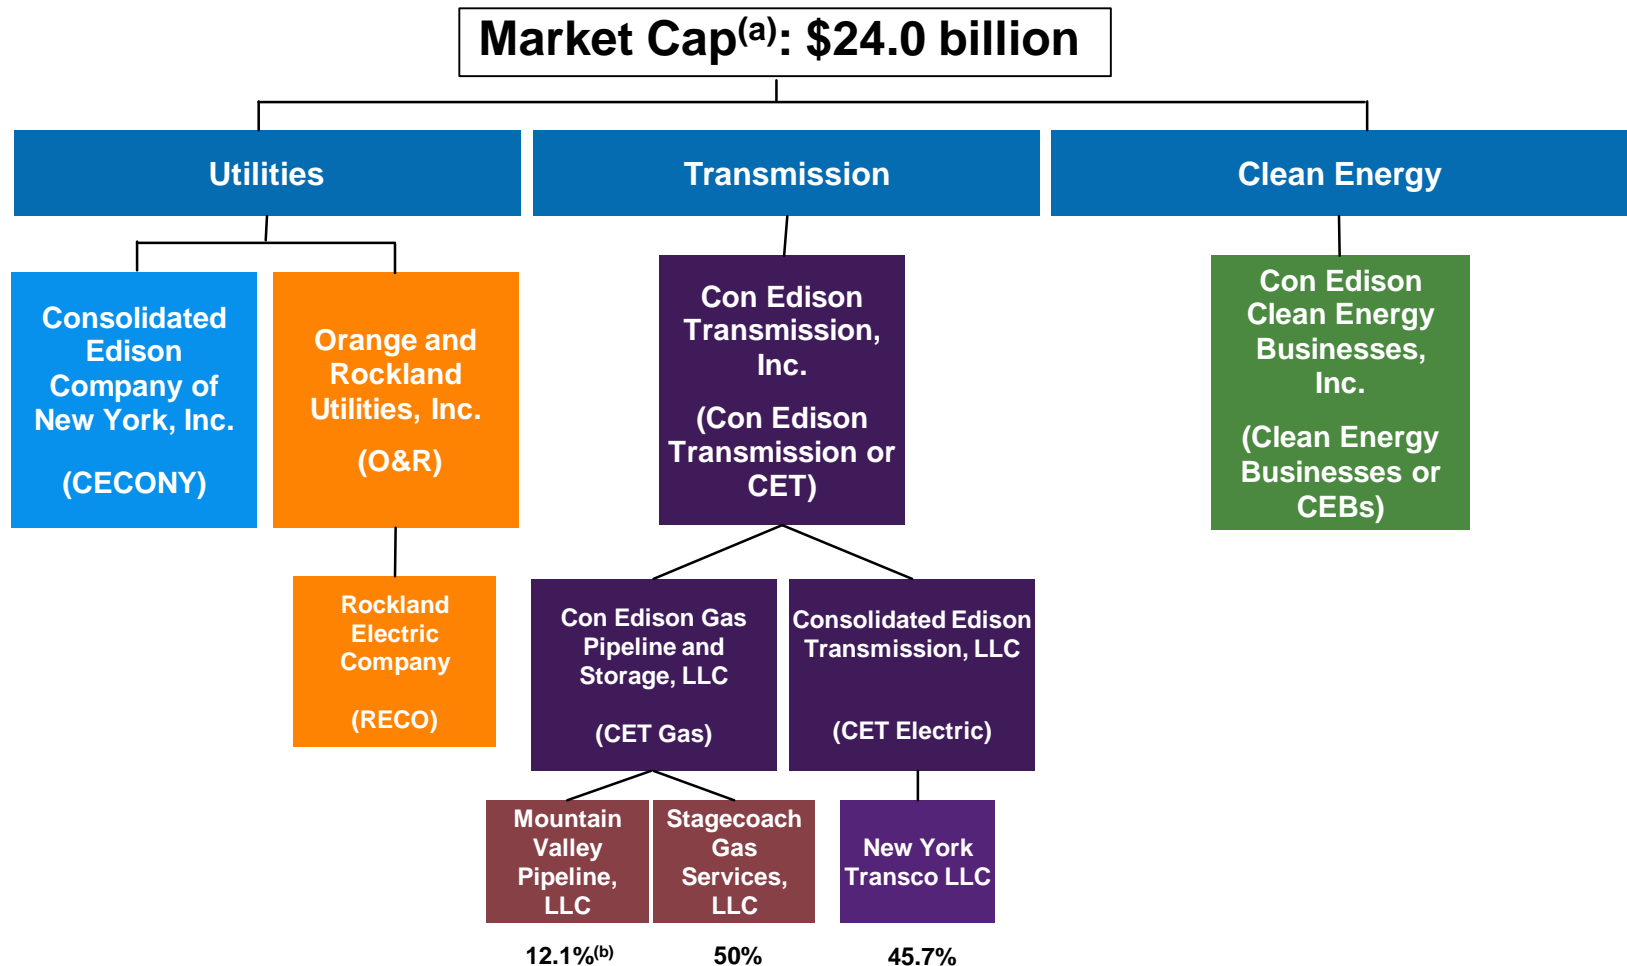 Market Cap(a): $24.0 billion
Utilities
Transmission
Clean Energy
Consolidated
Edison
Company of
New York, Inc.
(CECONY)
Orange and
Rockland
Utilities, Inc.
(O&R)
Con Edison
Transmission,
Inc.
(Con Edison
Transmission or
CET)
Con Edison
Clean Energy
Businesses,
Inc.
(Clean Energy
Businesses or
CEBs)
Rockland
Electric
Company
(RECO)
Con Edison Gas
Pipeline and
Storage, LLC
(CET Gas)
Consolidated Edison
Transmission, LLC
(CET Electric)
Mountain
Valley
Pipeline,
LLC
Stagecoach
Gas
Services,
LLC
New York
Transco LLC
12.1%(b)
50%
45.7%